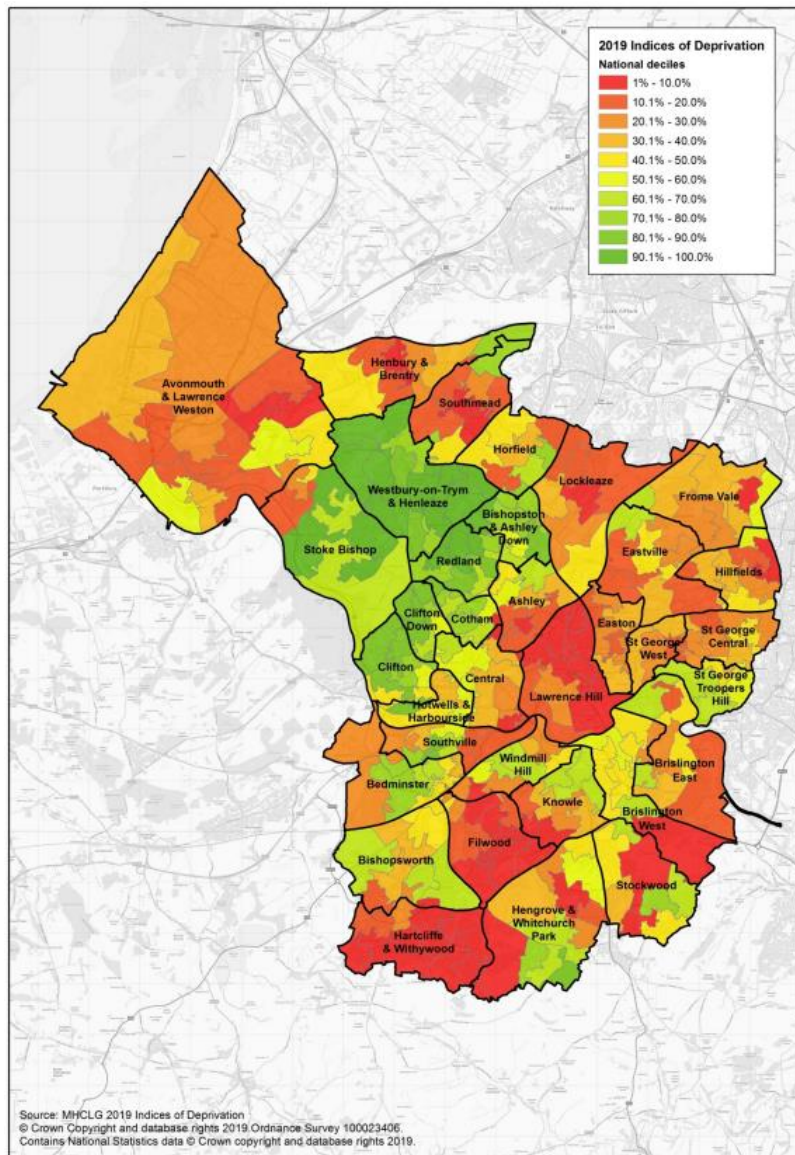 2019 Indices of Deprivation
National deciles
1% - 10.0%
10.1% - 20.0%
20.1% - 30.0%
30.1% - 40.0%
40.1% - 50.0%
50.1% - 60.0%
60.1% - 70.0%
70.1% - 80.0%
80.1% - 90.0%
90.1% - 100.0%
Avonmouth
& Lawrence
Weston
Henbury &
Brentry
Southmead
Horfield
Lockleaze
Westbury-on-Trym
& Henleaze
Frome Vale
Bishopston
& Ashley
Down
Stoke Bishop
Eastville
Redland
Hillfields
Ashley
Clifton
Down
Cotham
Easton
St George
West
St George
Central
Clifton
Central
Lawrence Hill
St George
Troopers
Hill
Hotwells &
Harbourside
Southville
Windmill
Hill
Brislington
East
Bedminster
Knowle
Brislington
West
Filwood
Bishopsworth
Stockwood
Hengrove &
Whitchurch
Park
Hartcliffe
& Withywood
Source: MHCLG 2019 Indices of Deprivation
© Crown Copyright and database rights 2019.Ordnance Survey 100023406.
Contains National Statistics data © Crown copyright and database rights 2019.